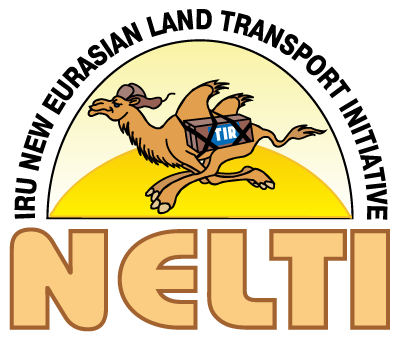 IRU NEW EURASIAN LAND TRANSPORT INITIATIVE
TIR
NELTI